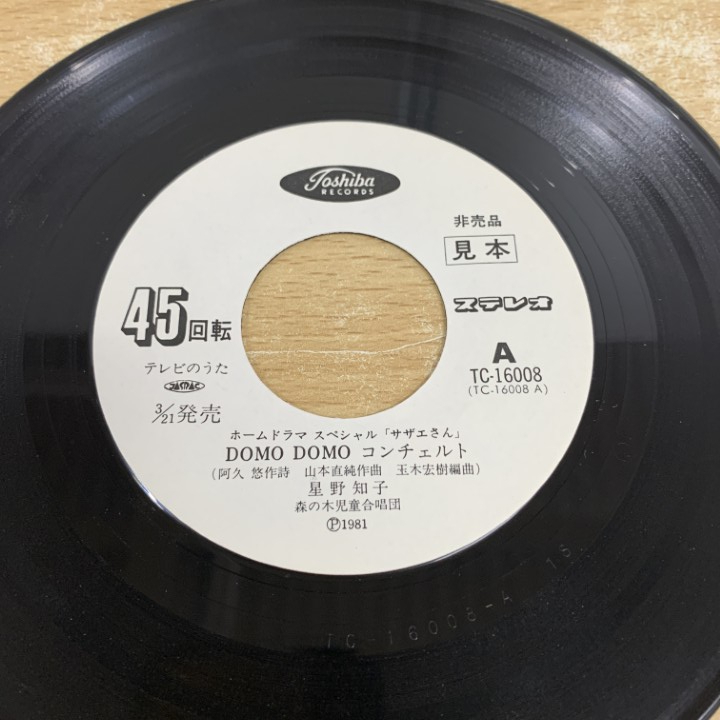 Toshiba
RECORDS
非売品
見本
45回転
ステレオ
テレビのうた
JASRAC
A
TC-16008
(TC-16008 A)
3/21発売
ホームドラマ スペシャル「サザエさん」
DOMO DOMO コンチェルト
(阿久 悠作詩 山本直純作曲 玉木宏樹編曲)
星野知子
森の木児童合唱団
Ⓟ1981
TC-16008-A 1S